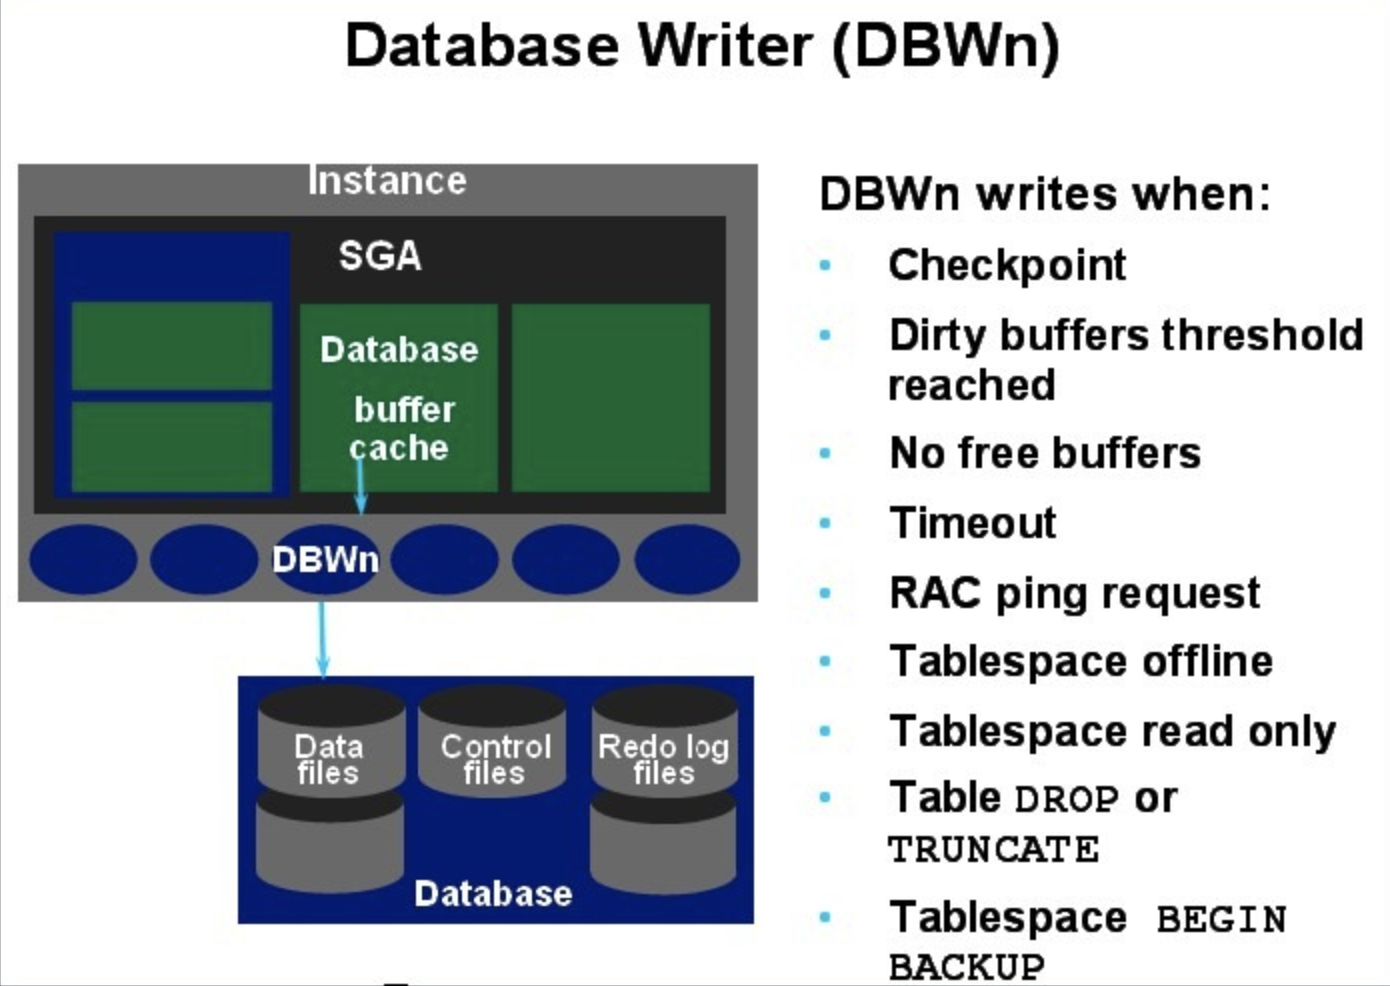 Database Writer (DBWn)
Instance
SGA
Database
buffer
cache
DBWn
Data
files
Control
files
Redo log
files
Database
DBWn writes when:
• Checkpoint
• Dirty buffers threshold
reached
• No free buffers
• Timeout
• RAC ping request
• Tablespace offline
• Tablespace read only
• Table DROP or
TRUNCATE
• Tablespace BEGIN
BACKUP